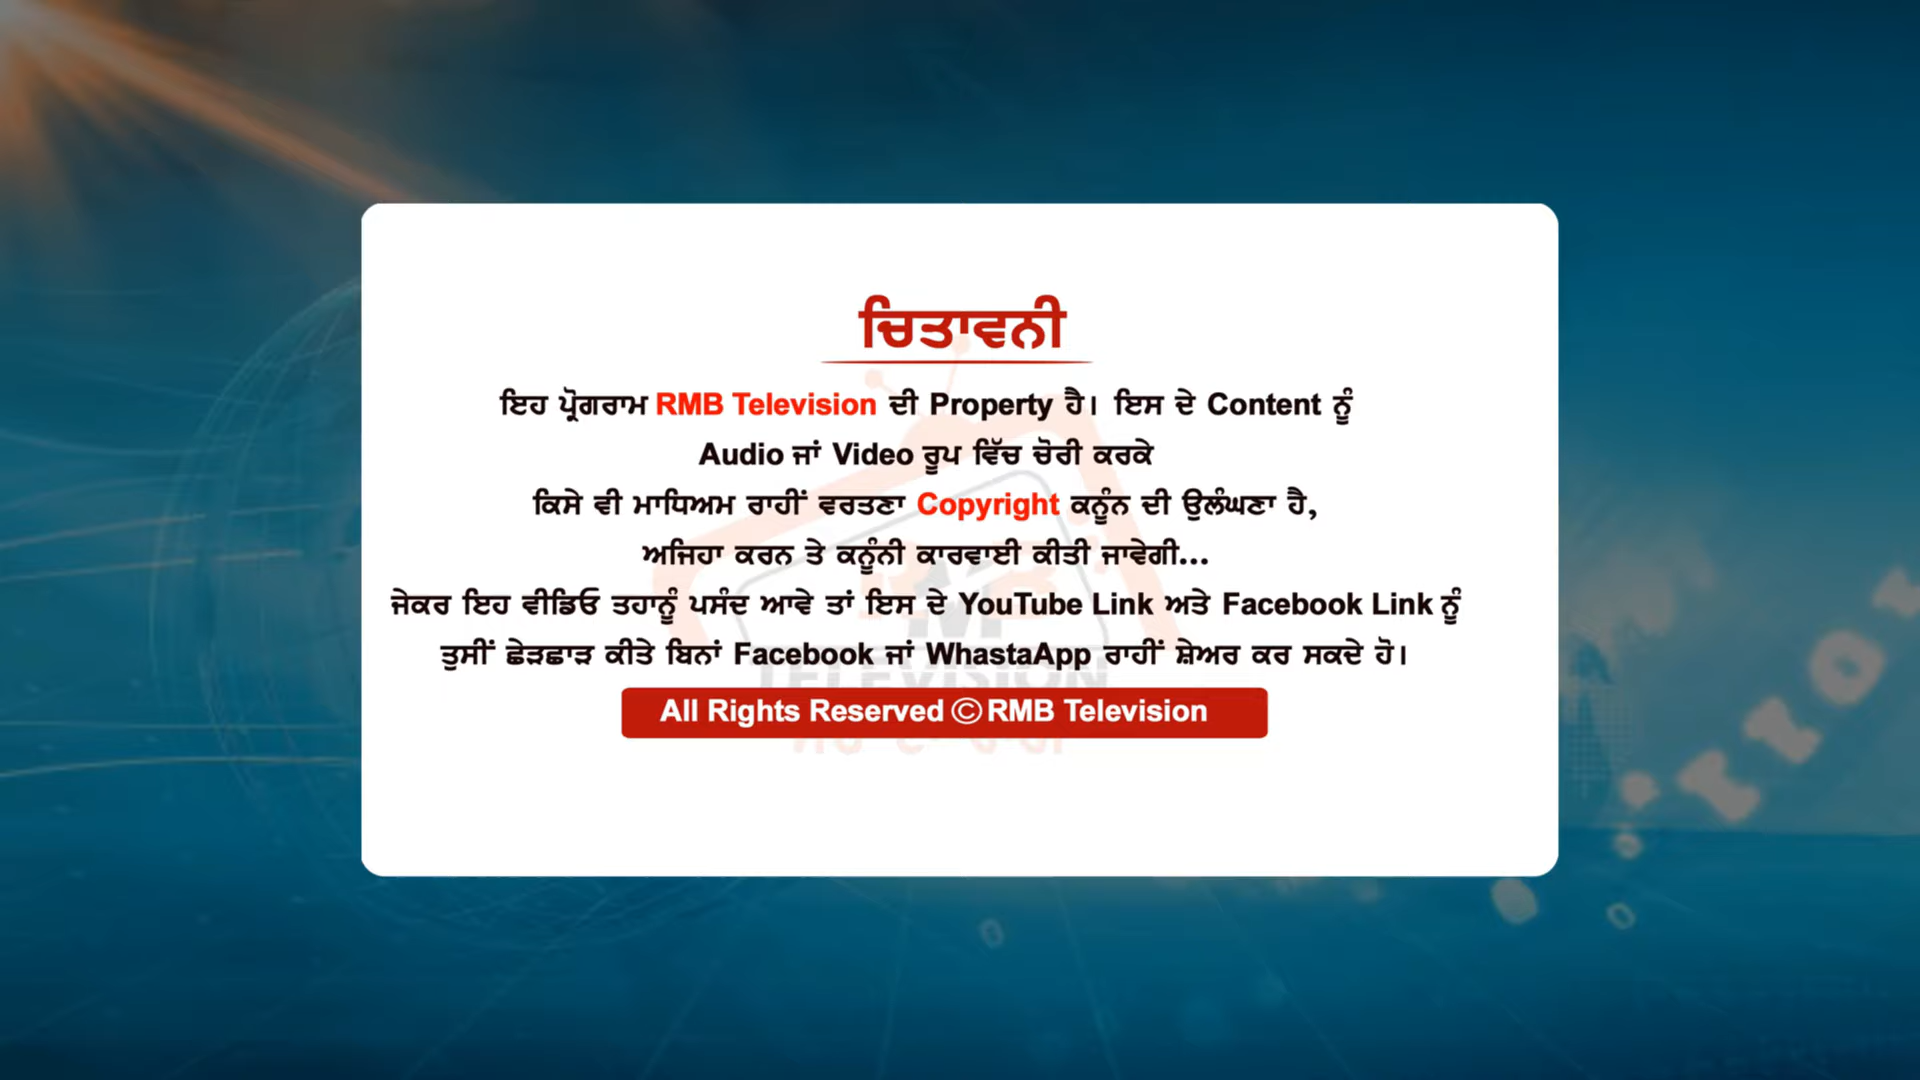 ਚਿਤਾਵਨੀ
ਇਹ ਪ੍ਰੋਗਰਾਮ RMB Television ਦੀ Property ਹੈ। ਇਸ ਦੇ Content ਨੂੰ
Audio ਜਾਂ Video ਰੂਪ ਵਿੱਚ ਚੋਰੀ ਕਰਕੇ
ਕਿਸੇ ਵੀ ਮਾਧਿਅਮ ਰਾਹੀਂ ਵਰਤਣਾ Copyright ਕਨੂੰਨ ਦੀ ਉਲੰਘਣਾ ਹੈ,
ਅਜਿਹਾ ਕਰਨ ਤੇ ਕਨੂੰਨੀ ਕਾਰਵਾਈ ਕੀਤੀ ਜਾਵੇਗੀ...
ਜੇਕਰ ਇਹ ਵੀਡਿਓ ਤਹਾਨੂੰ ਪਸੰਦ ਆਵੇ ਤਾਂ ਇਸ ਦੇ YouTube Link ਅਤੇ Facebook Link ਨੂੰ
ਤੁਸੀਂ ਛੇੜਛਾੜ ਕੀਤੇ ਬਿਨਾਂ Facebook ਜਾਂ WhastaApp ਰਾਹੀਂ ਸ਼ੇਅਰ ਕਰ ਸਕਦੇ ਹੋ।
TELEVISION
All Rights Reserved © RMB Television